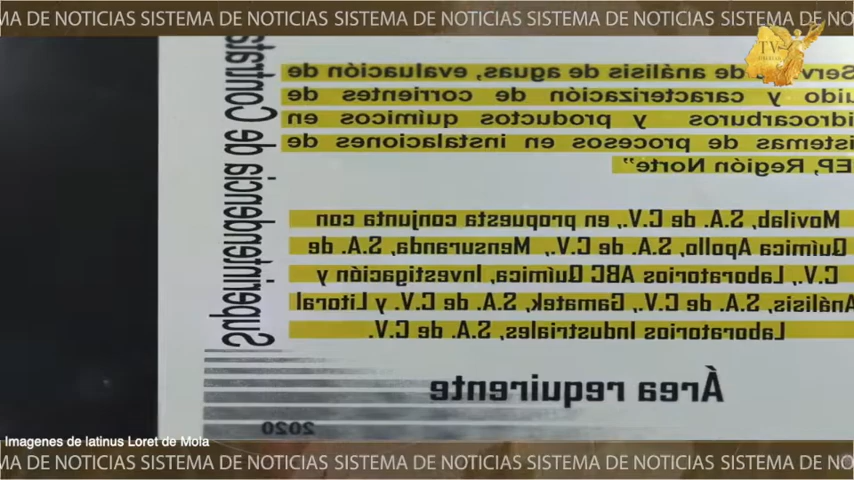 MA DE NOTICIAS SISTEMA DE NOTICIAS SISTEMA DE NOTICIAS SISTEMA DE NOTICIAS SISTEMA DE NO
TV
Superintendencia de Contrata
de análisis de aguas, evaluación de
uido y caracterización de corrientes de
idrocarburos y productos químicos en
istemas de procesos en instalaciones de
EP, Región Norte”
Movilab, S.A. de C.V., en propuesta conjunta con
Química Apollo, S.A. de C.V., Mensuranda, S.A. de
C.V., Laboratorios ABC Química, Investigación y
Análisis, S.A. de C.V., Gamatek, S.A. de C.V. y Litoral
Laboratorios Industriales, S.A. de C.V.
Área requirente
2020
Imagenes de latinus Loret de Mola
MA DE NOTICIAS SISTEMA DE NOTICIAS SISTEMA DE NOTICIAS SISTEMA DE NOTICIAS SISTEMA DE NO